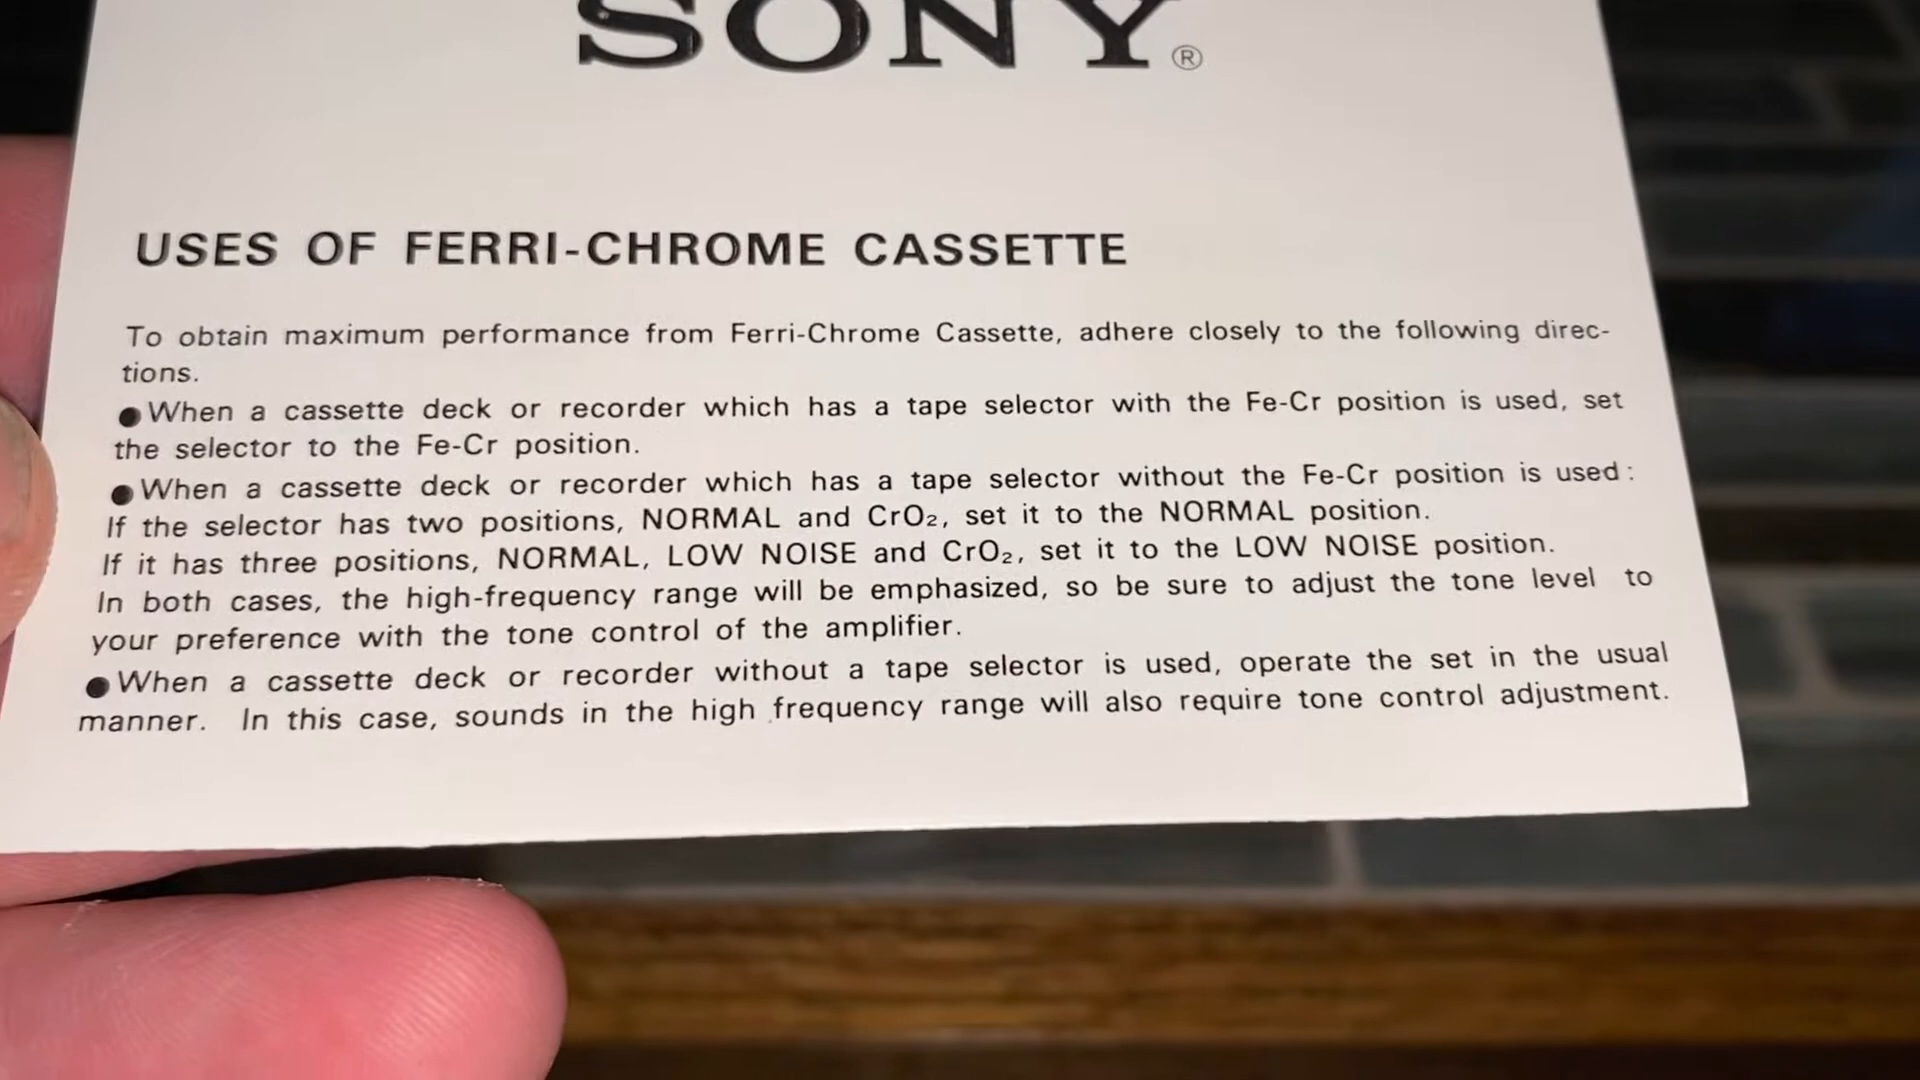 SONY®
USES OF FERRI-CHROME CASSETTE
To obtain maximum performance from Ferri-Chrome Cassette, adhere closely to the following direc-
tions.
●When a cassette deck or recorder which has a tape selector with the Fe-Cr position is used, set
the selector to the Fe-Cr position.
●When a cassette deck or recorder which has a tape selector without the Fe-Cr position is used:
If the selector has two positions, NORMAL and CrO₂, set it to the NORMAL position.
If it has three positions, NORMAL, LOW NOISE and CrO₂, set it to the LOW NOISE position.
In both cases, the high-frequency range will be emphasized, so be sure to adjust the tone level to
your preference with the tone control of the amplifier.
●When a cassette deck or recorder without a tape selector is used, operate the set in the usual
manner. In this case, sounds in the high frequency range will also require tone control adjustment.